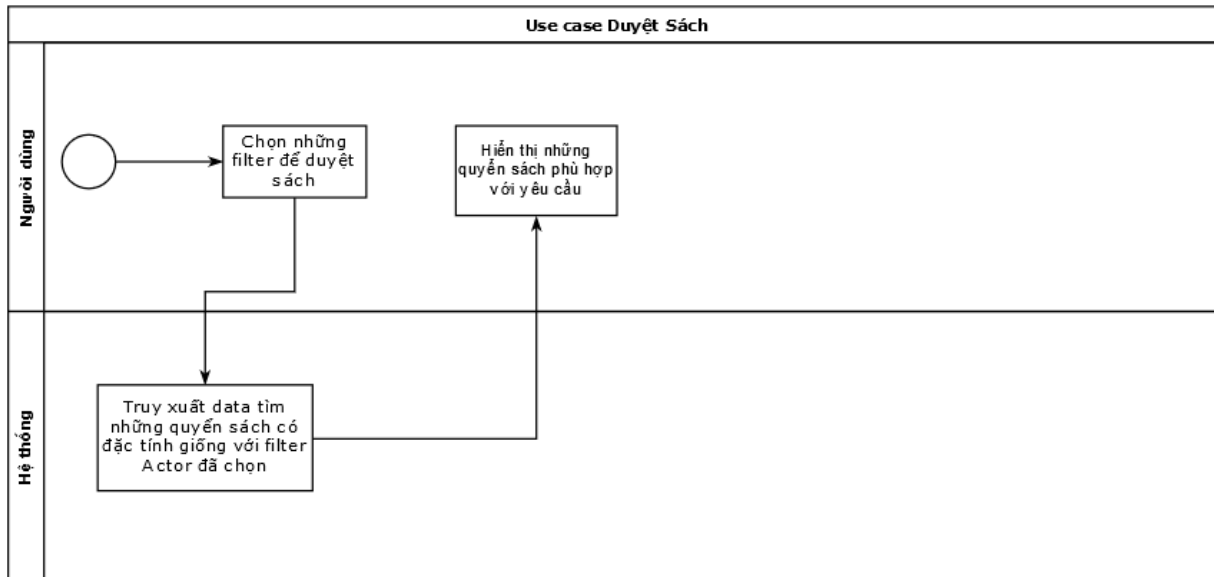 Use case Duyệt Sách
Người dùng
Chọn những
filter để duyệt
sách
Hiển thị những
quyển sách phù hợp
với yêu cầu
Hệ thống
Truy xuất data tìm
những quyển sách có
đặc tính giống với filter
Actor đã chọn